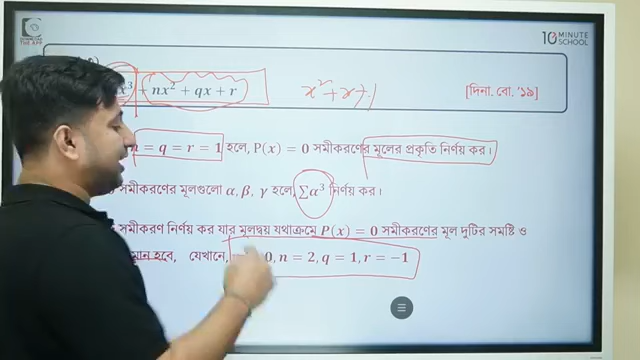 THE APP
10 MINUTE SCHOOL
x³ + nx² + qx + r
x² + x + 1
[দিনা. বো. '১৯]
= q = r = 1 হলে, P(x) = 0 সমীকরণের মূলের প্রকৃতি নির্ণয় কর।
সমীকরণের মূলগুলো α, β, γ হলে, ∑α³ নির্ণয় কর।
সমীকরণ নির্ণয় কর যার মূলদ্বয় যথাক্রমে P(x) = 0 সমীকরণের মূল দুটির সমষ্টি ও
হবে, যেখানে, 0, n = 2, q = 1, r = −1